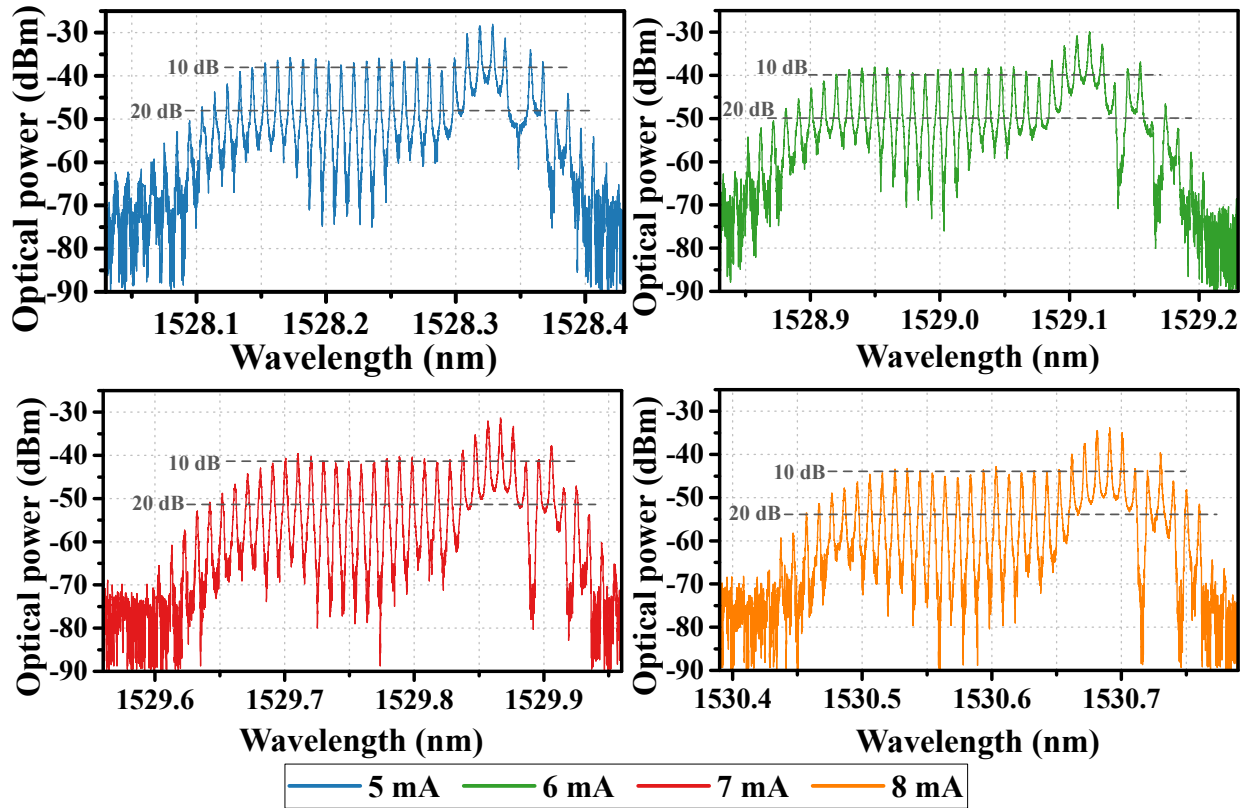 Optical power (dBm)
-30
-40
-50
-60
-70
-80
-90
10 dB
20 dB
1528.1
1528.2
1528.3
1528.4
Wavelength (nm)
Optical power (dBm)
-30
-40
-50
-60
-70
-80
-90
10 dB
20 dB
1528.9
1529.0
1529.1
1529.2
Wavelength (nm)
Optical power (dBm)
-30
-40
-50
-60
-70
-80
-90
10 dB
20 dB
1529.6
1529.7
1529.8
1529.9
Wavelength (nm)
Optical power (dBm)
-30
-40
-50
-60
-70
-80
-90
10 dB
20 dB
1530.4
1530.5
1530.6
1530.7
Wavelength (nm)
5 mA
6 mA
7 mA
8 mA